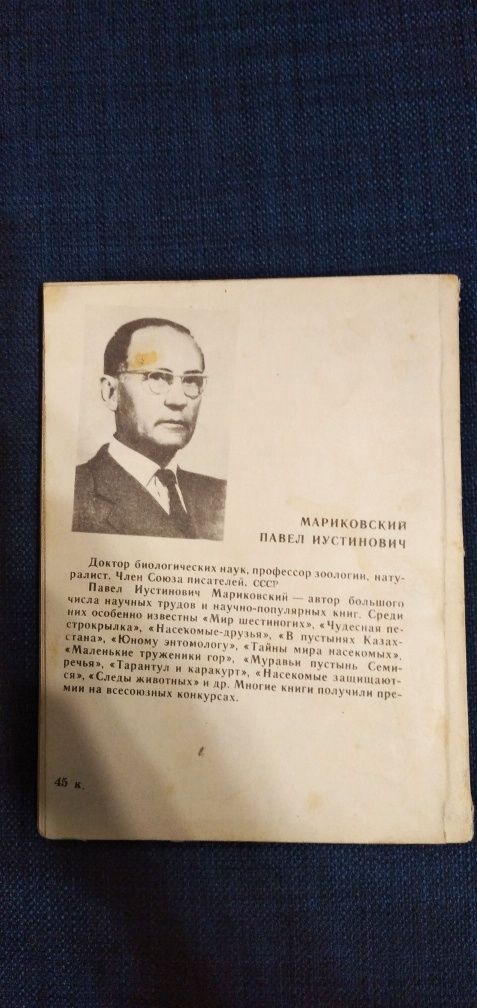 МАРИКОВСКИЙ
ПАВЕЛ ИУСТИНОВИЧ
Доктор биологических наук, профессор зоологии, нату-
ралист. Член Союза писателей. СССР
Павел Иустинович Мариковский — автор большого
числа научных трудов и научно-популярных книг. Среди
них особенно известны «Мир шестиногих», «Чудесная пе-
строкрылка», «Насекомые-друзья», «В пустынях Казах-
стана», «Юному энтомологу», «Тайны мира насекомых»,
«Маленькие труженики гор», «Муравьи пустынь Семи-
речья», «Тарантул и каракурт», «Насекомые защищают-
ся», «Следы животных» и др. Многие книги получили пре-
мии на всесоюзных конкурсах.
45 к.